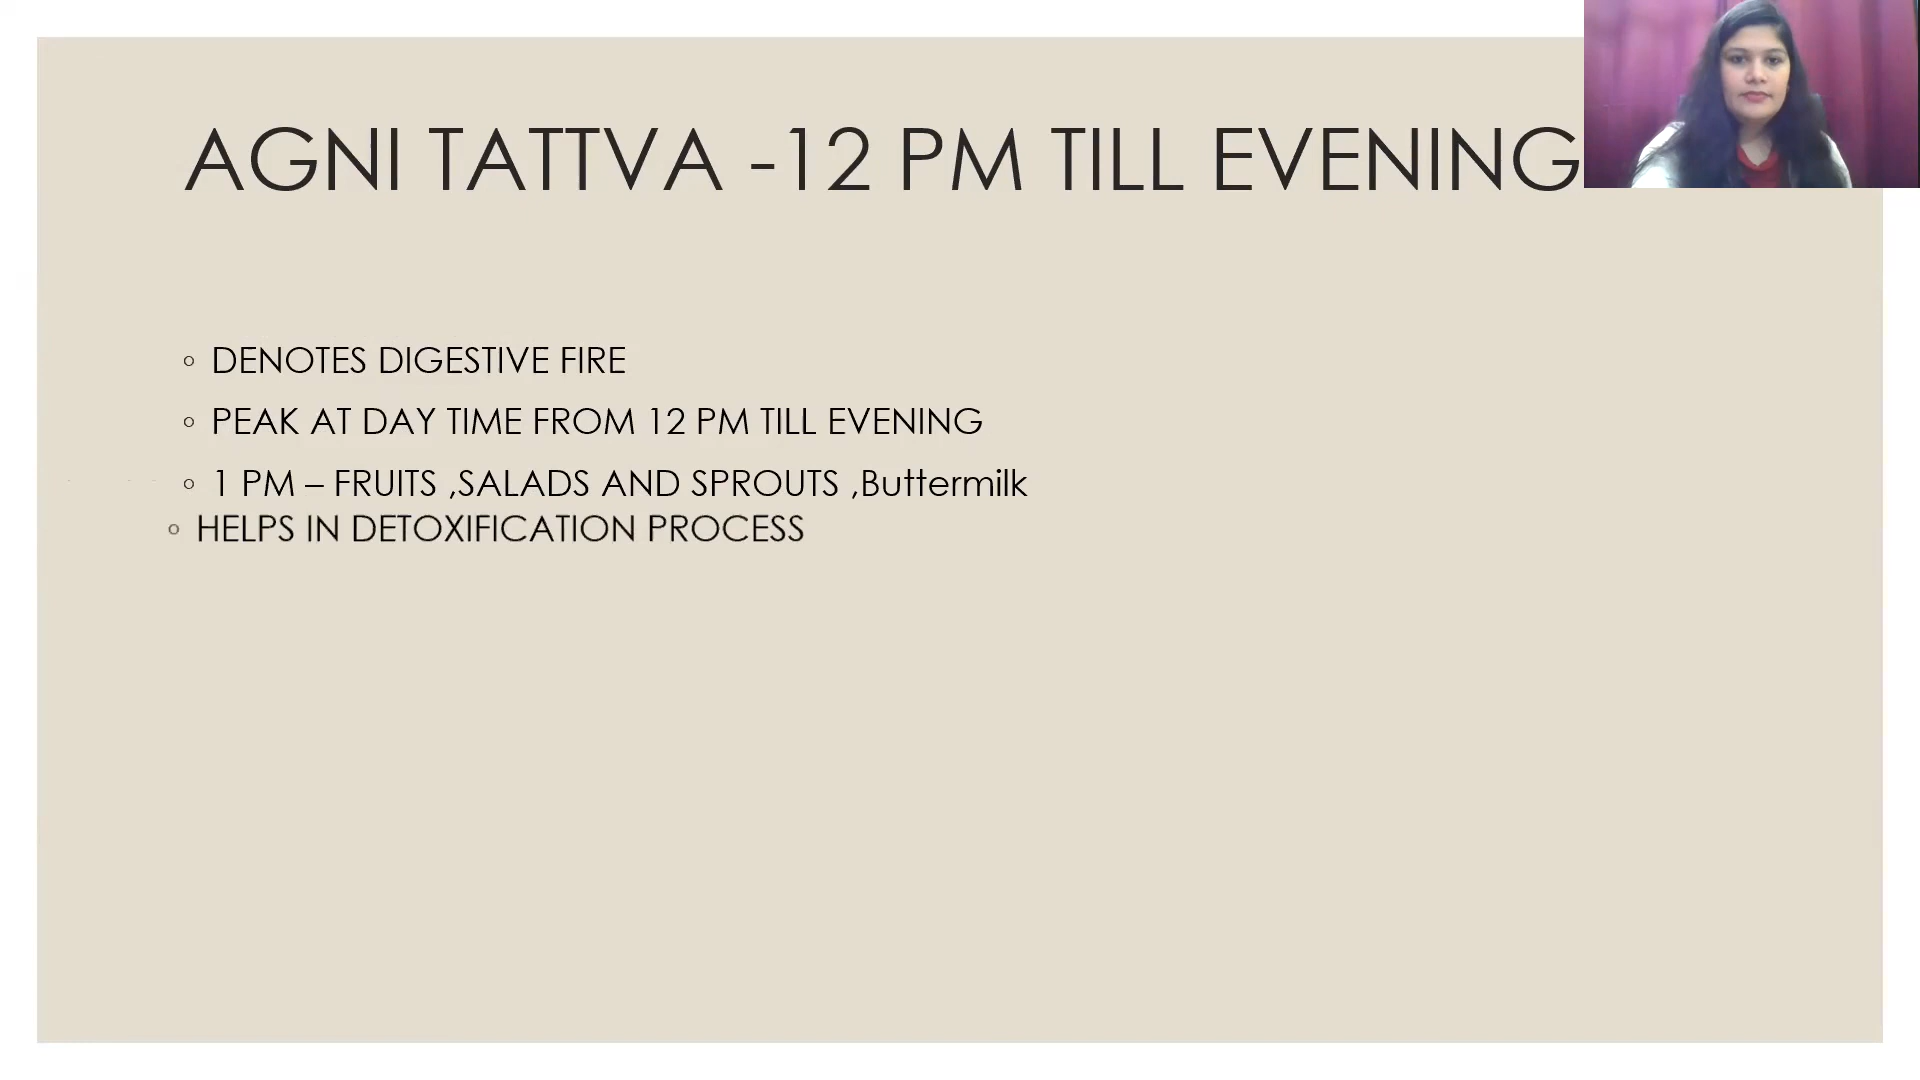 AGNI TATTVA -12 PM TILL EVENING
◦ DENOTES DIGESTIVE FIRE
◦ PEAK AT DAY TIME FROM 12 PM TILL EVENING
◦ 1 PM – FRUITS ,SALADS AND SPROUTS ,Buttermilk
◦ HELPS IN DETOXIFICATION PROCESS